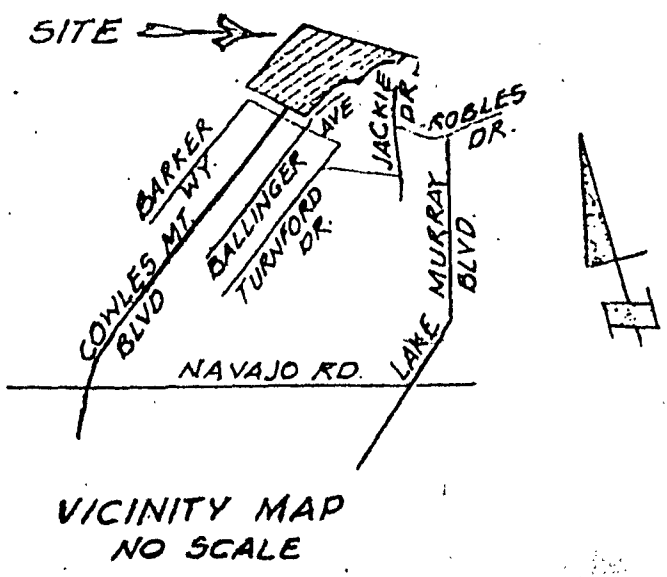 SITE
BARKER
WY.
COWLES MT.
BLVD
BALLINGER
AVE
TURNFORD
DR.
JACKIE
DR.
ROBLES
DR.
LAKE MURRAY
BLVD.
NAVAJO RD.
VICINITY MAP
NO SCALE